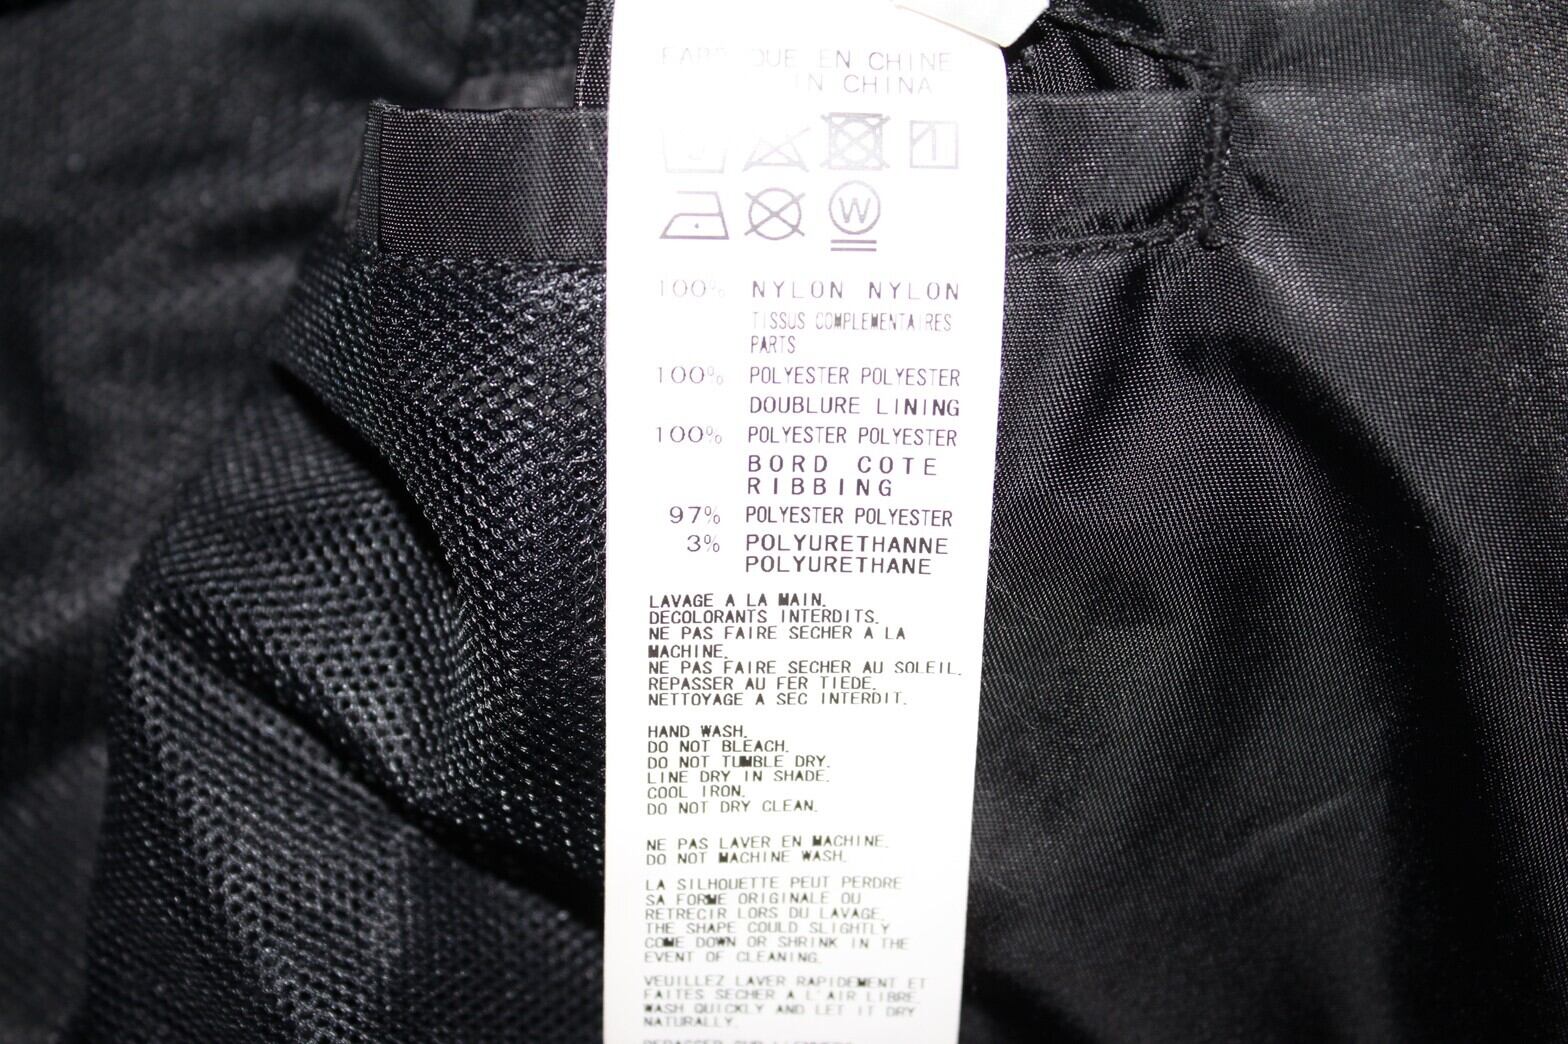 EN CHINE
IN CHINA
W
100% NYLON NYLON
TISSUS COMPLEMENTAIRES
PARTS
100% POLYESTER POLYESTER
DOUBLURE LINING
100% POLYESTER POLYESTER
BORD COTE
RIBBING
97% POLYESTER POLYESTER
3% POLYURETHANNE
POLYURETHANE
LAVAGE A LA MAIN.
DECOLORANTS INTERDITS.
NE PAS FAIRE SECHER A LA
MACHINE.
NE PAS FAIRE SECHER AU SOLEIL.
REPASSER AU FER TIEDE.
NETTOYAGE A SEC INTERDIT.
HAND WASH.
DO NOT BLEACH.
DO NOT TUMBLE DRY.
LINE DRY IN SHADE.
COOL IRON.
DO NOT DRY CLEAN.
NE PAS LAVER EN MACHINE.
DO NOT MACHINE WASH.
LA SILHOUETTE PEUT PERDRE
SA FORME ORIGINALE OU
RETRECIR LORS DU LAVAGE.
THE SHAPE COULD SLIGHTLY
COME DOWN OR SHRINK IN THE
EVENT OF CLEANING.
VEUILLEZ LAVER RAPIDEMENT ET
FAITES SECHER A L'AIR LIBRE
WASH QUICKLY AND LET IT DRY
NATURALLY.